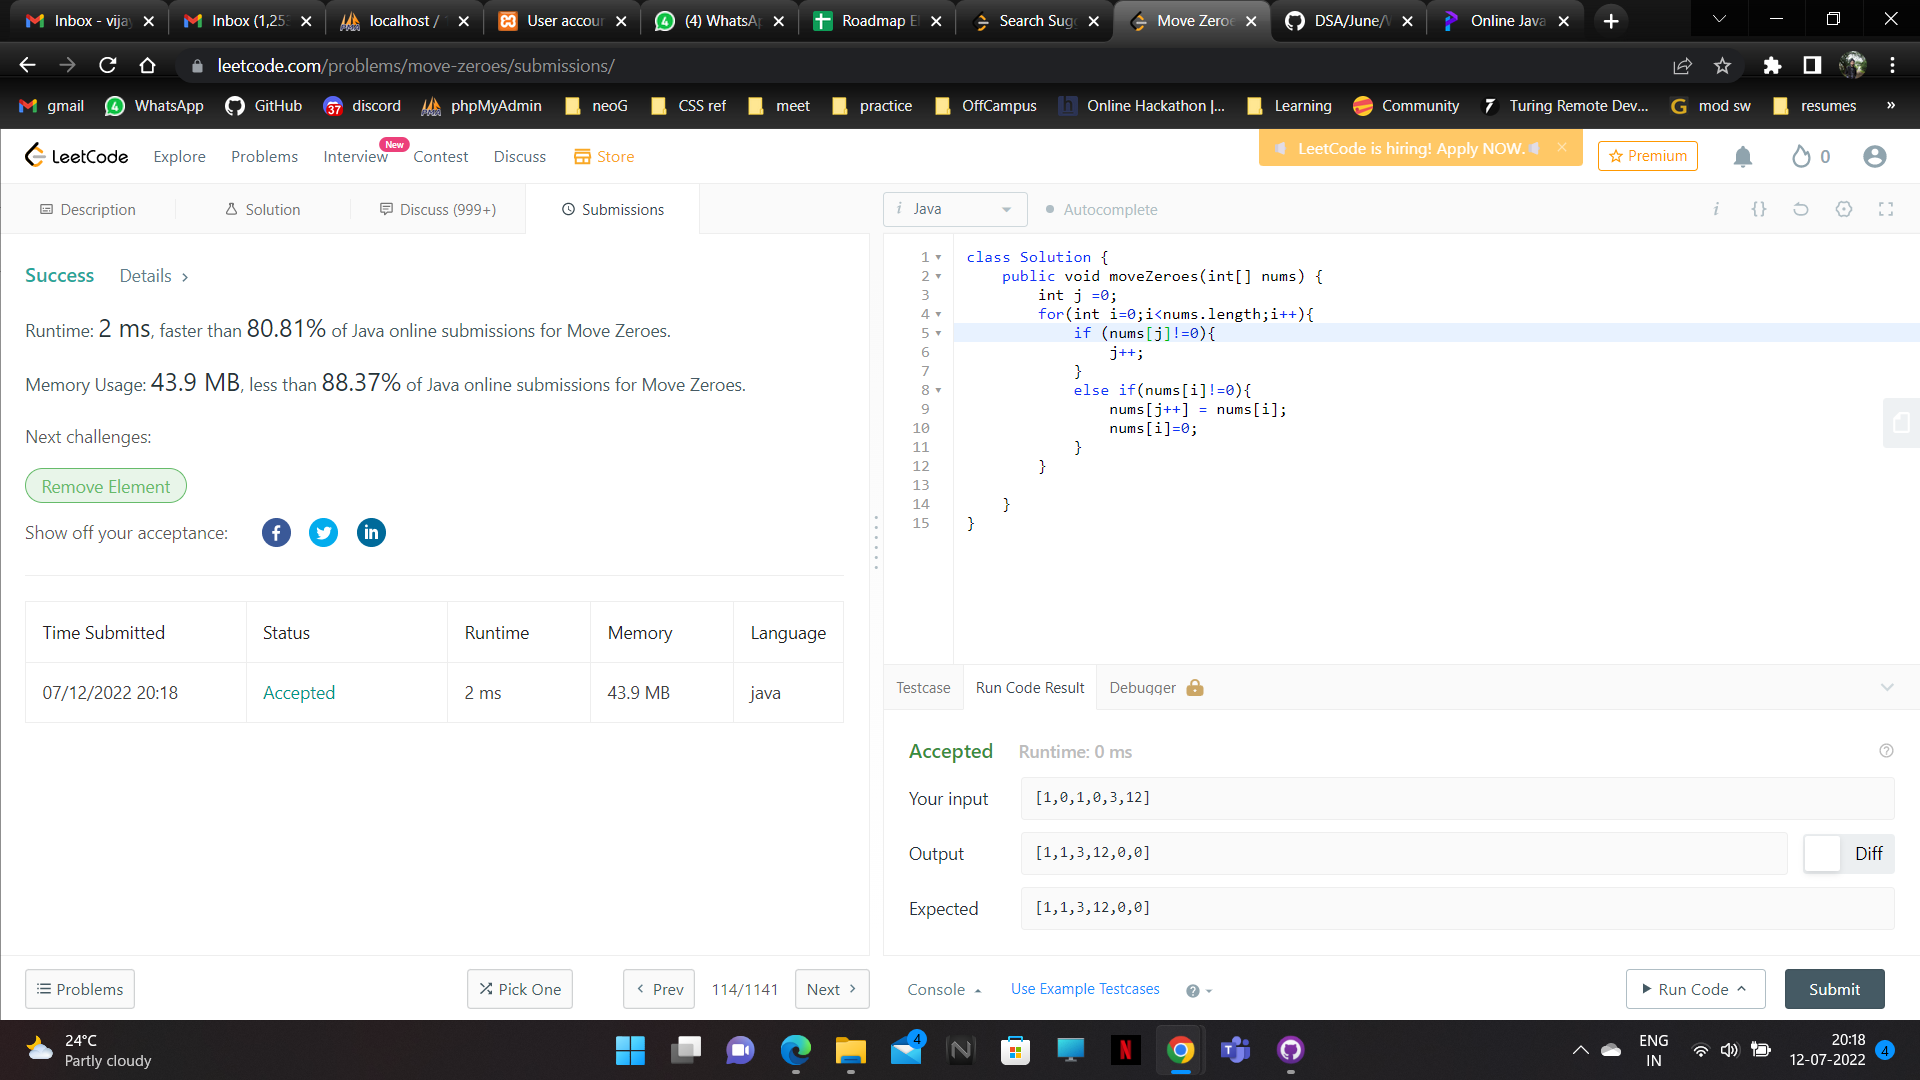 Inbox - vijay
Inbox (1,253
localhost /
User accoun
(4) WhatsAp
Roadmap El
Search Sugg
Move Zeroe
DSA/June/
Online Java
leetcode.com/problems/move-zeroes/submissions/
gmail
WhatsApp
GitHub
37
discord
phpMyAdmin
neoG
CSS ref
meet
practice
OffCampus
h
Online Hackathon |...
Learning
Community
Turing Remote Dev...
mod sw
resumes
»
LeetCode
Explore
Problems
Interview
New
Contest
Discuss
Store
LeetCode is hiring! Apply NOW.
Premium
0
Description
Solution
Discuss (999+)
Submissions
i Java
Autocomplete
i {}
Success
Details >
Runtime: 2 ms, faster than 80.81% of Java online submissions for Move Zeroes.
Memory Usage: 43.9 MB, less than 88.37% of Java online submissions for Move Zeroes.
Next challenges:
Remove Element
Show off your acceptance:
Time Submitted Status Runtime Memory Language
07/12/2022 20:18 Accepted 2 ms 43.9 MB java
1 class Solution {
2 public void moveZeroes(int[] nums) {
3 int j =0;
4 for(int i=0;i<nums.length;i++){
5 if (nums[j]!=0){
6 j++;
7 }
8 else if(nums[i]!=0){
9 nums[j++] = nums[i];
10 nums[i]=0;
11 }
12 }
13
14 }
15 }
Testcase
Run Code Result
Debugger
Accepted Runtime: 0 ms
Your input [1,0,1,0,3,12]
Output [1,1,3,12,0,0]
Diff
Expected [1,1,3,12,0,0]
Problems
Pick One
Prev
114/1141
Next
Console
Use Example Testcases
Run Code
Submit
24°C
Partly cloudy
4
ENG
IN
20:18
12-07-2022
4